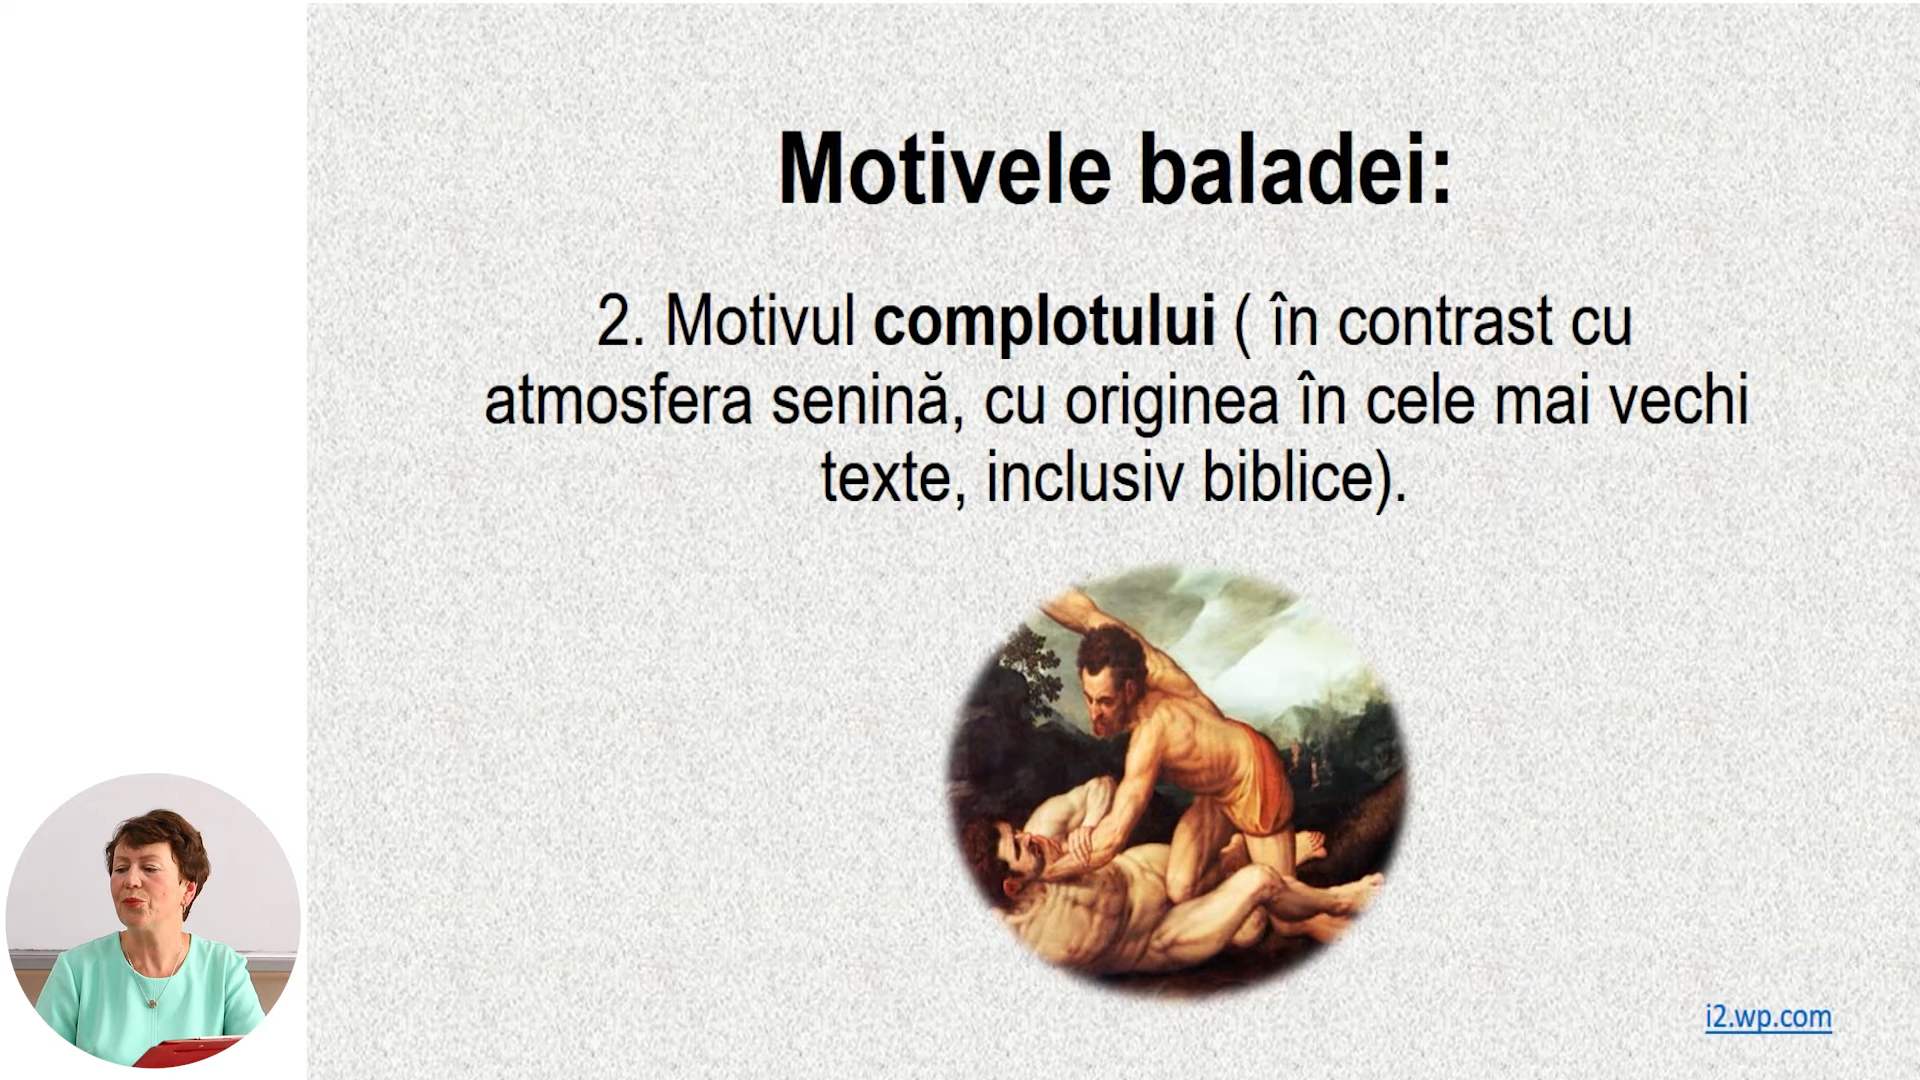 Motivele baladei:
2. Motivul complotului ( în contrast cu
atmosfera senină, cu originea în cele mai vechi
texte, inclusiv biblice).
i2.wp.com